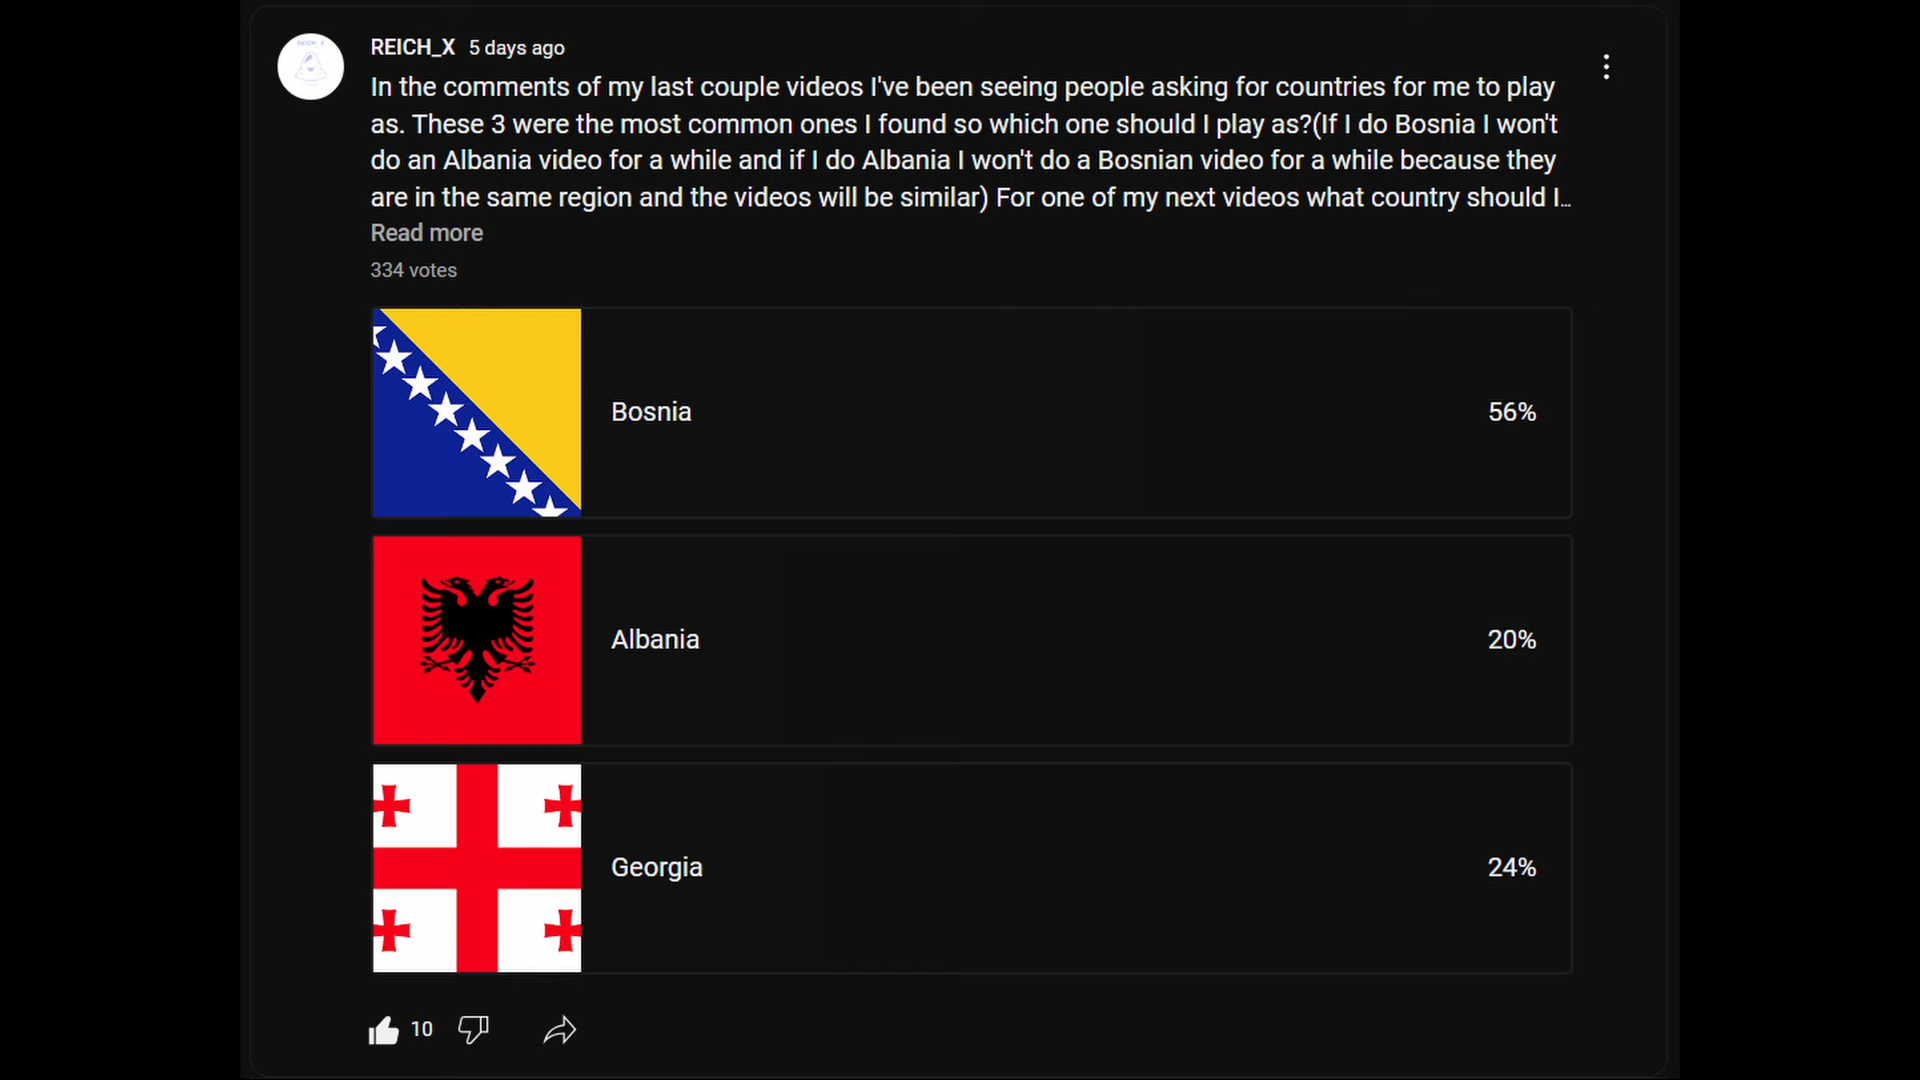 REICH_X
REICH_X 5 days ago
In the comments of my last couple videos I've been seeing people asking for countries for me to play
as. These 3 were the most common ones I found so which one should I play as?(If I do Bosnia I won't
do an Albania video for a while and if I do Albania I won't do a Bosnian video for a while because they
are in the same region and the videos will be similar) For one of my next videos what country should I...
Read more
334 votes
Bosnia 56%
Albania 20%
Georgia 24%
10